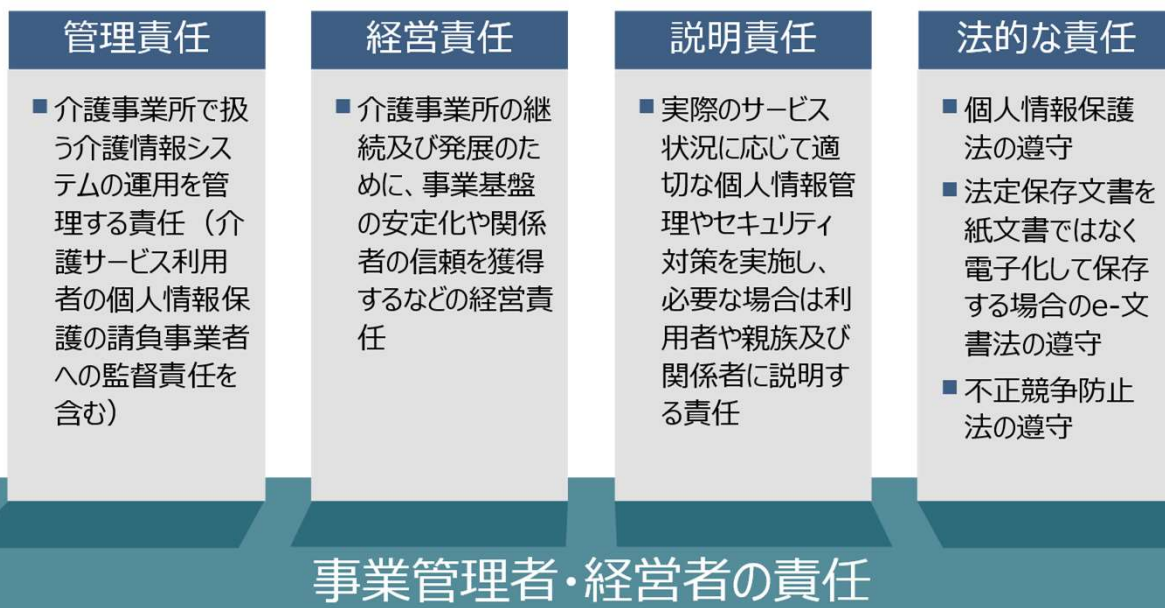 管理責任
■介護事業所で扱
う介護情報シス
テムの運用を管
理する責任（介
護サービス利用
者の個人情報保
護の請負事業者
への監督責任を
含む）
経営責任
■介護事業所の継
続及び発展のた
めに、事業基盤
の安定化や関係
者の信頼を獲得
するなどの経営責
任
説明責任
■実際のサービス
状況に応じて適
切な個人情報管
理やセキュリティ
対策を実施し、
必要な場合は利
用者や親族及び
関係者に説明す
る責任
法的な責任
■個人情報保護
法の遵守
■法定保存文書を
紙文書ではなく
電子化して保存
する場合のe-文
書法の遵守
■不正競争防止
法の遵守
事業管理者・経営者の責任